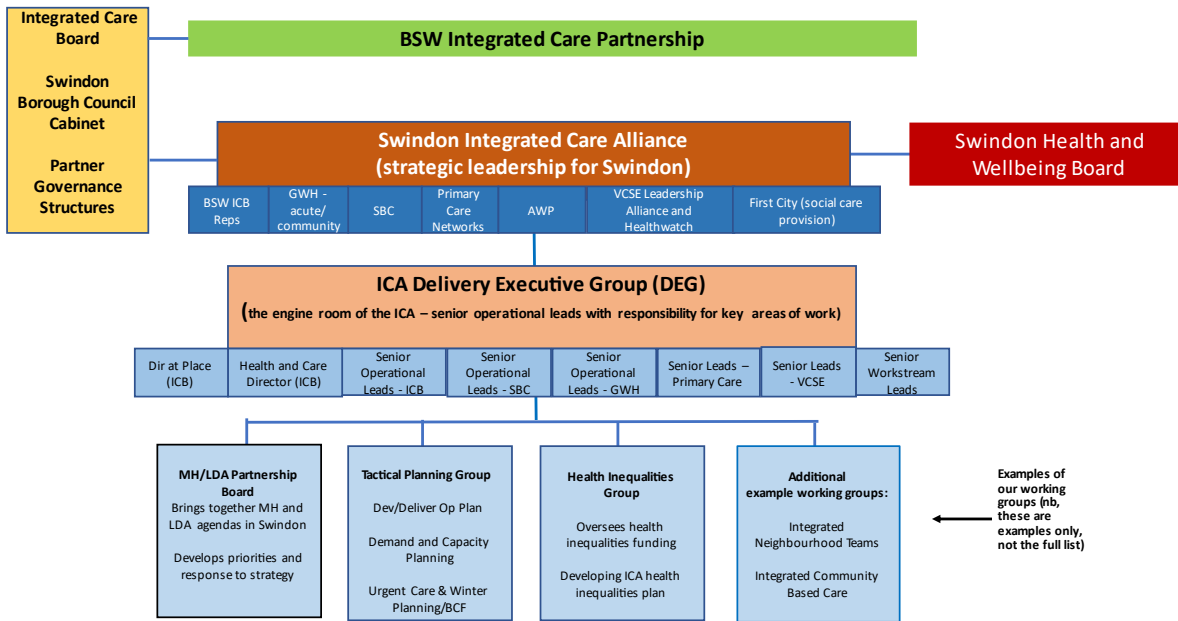 Integrated Care
Board
Swindon
Borough Council
Cabinet
Partner
Governance
Structures
BSW Integrated Care Partnership
Swindon Integrated Care Alliance
(strategic leadership for Swindon)
Swindon Health and
Wellbeing Board
BSW ICB
Reps
GWH -
acute/
community
SBC
Primary
Care
Networks
AWP
VCSE Leadership
Alliance and
Healthwatch
First City (social care
provision)
ICA Delivery Executive Group (DEG)
(the engine room of the ICA – senior operational leads with responsibility for key areas of work)
Dir at Place
(ICB)
Health and Care
Director (ICB)
Senior
Operational
Leads - ICB
Senior
Operational
Leads - SBC
Senior
Operational
Leads - GWH
Senior Leads –
Primary Care
Senior Leads
- VCSE
Senior
Workstream
Leads
MH/LDA Partnership
Board
Brings together MH and
LDA agendas in Swindon
Develops priorities and
response to strategy
Tactical Planning Group
Dev/Deliver Op Plan
Demand and Capacity
Planning
Urgent Care & Winter
Planning/BCF
Health Inequalities
Group
Oversees health
inequalities funding
Developing ICA health
inequalities plan
Additional
example working groups:
Integrated
Neighbourhood Teams
Integrated Community
Based Care
Examples of
our working
groups (nb,
these are
examples only,
not the full list)